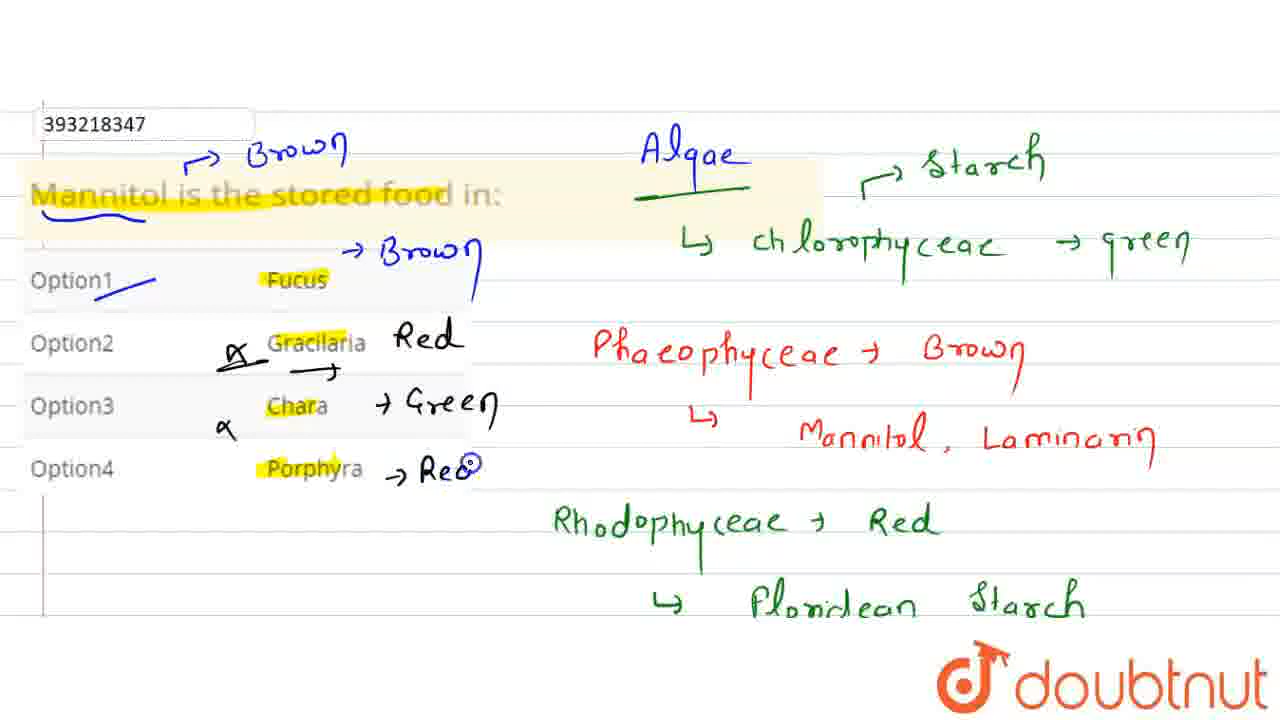 393218347
→ Brown
Mannitol is the stored food in:
→ Brown
Option1 Fucus
Option2 Gracilaria Red
Option3 Chara → Green
Option4 Porphyra → Red
Algae
→ Starch
↳ chlorophyceae → green
Phaeophyceae → Brown
↳ Mannitol, Laminarin
Rhodophyceae → Red
↳ Floridean Starch
doubtnut